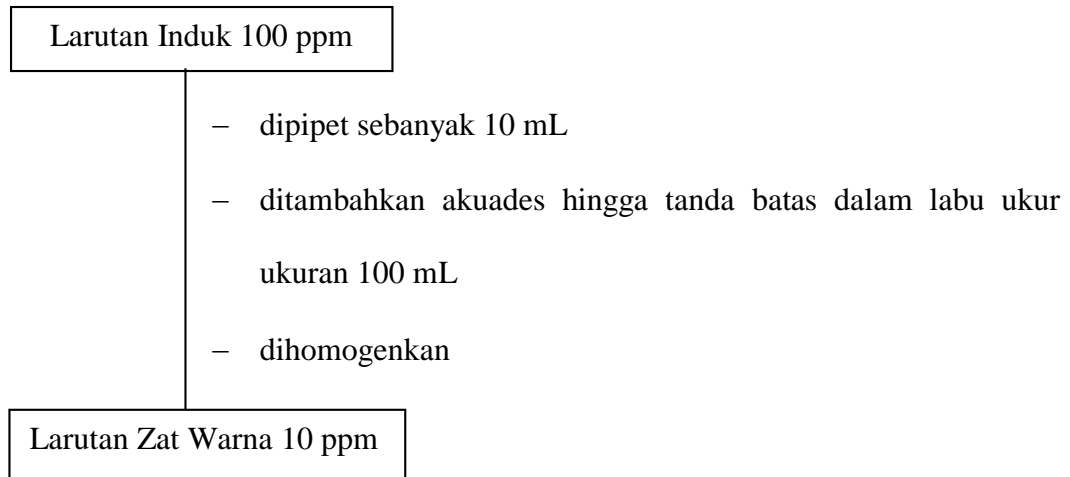 Larutan Induk 100 ppm
– dipipet sebanyak 10 mL
– ditambahkan akuades hingga tanda batas dalam labu ukur
ukuran 100 mL
– dihomogenkan
Larutan Zat Warna 10 ppm